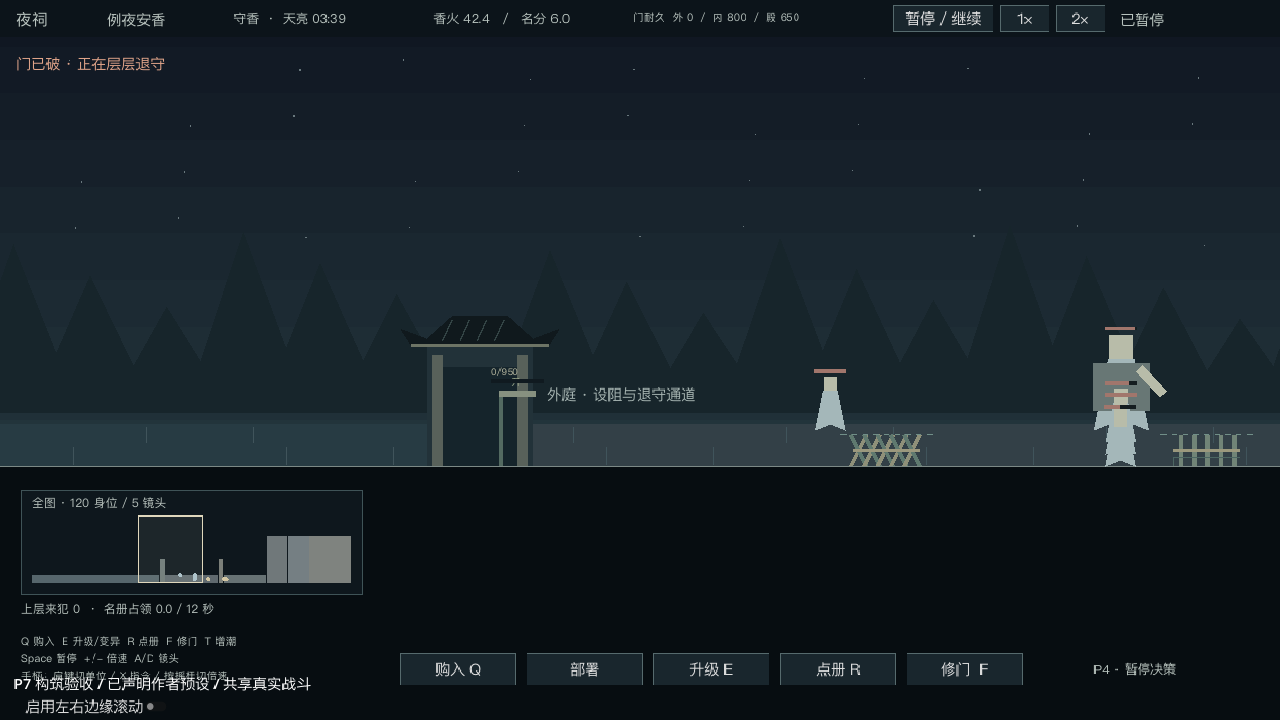 夜祠 例夜安香 守香 · 天亮 03:39 香火 42.4 / 名分 6.0 门耐久 外 0 / 内 800 / 殿 650 暂停 / 继续 1× 2× 已暂停
门已破 · 正在层层退守
0/950
外庭 · 设阻与退守通道
全图 · 120 身位 / 5 镜头
上层来犯 0 · 名册占领 0.0 / 12 秒
Q 购入 E 升级/变异 R 点册 F 修门 T 增潮
Space 暂停 +/− 倍速 A/D 镜头
购入 Q 部署 升级 E 点册 R 修门 F P4 - 暂停决策
P7 构筑验收 / 已声明作者预设 / 共享真实战斗
启用左右边缘滚动